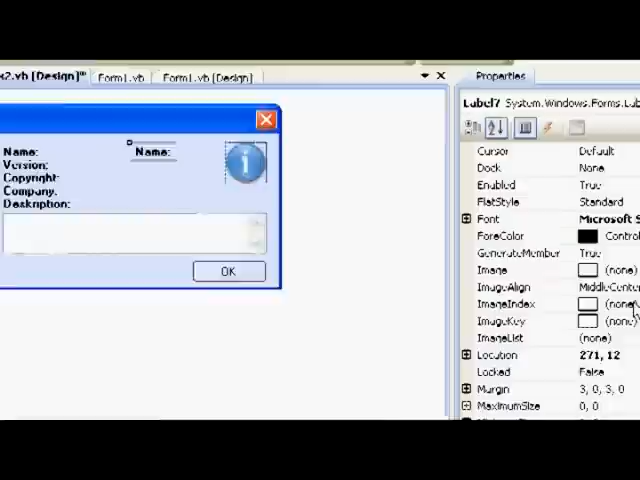 x2.vb [Design]*
Form1.vb
Form1.vb [Design]
Properties
Label7 System.Windows.Forms.Lab
Name:
Name:
Version:
Copyright:
Company:
Description:
OK
Cursor Default
Dock None
Enabled True
FlatStyle Standard
Font Microsoft S
ForeColor Control
GenerateMember True
Image (none)
ImageAlign MiddleCenter
ImageIndex (none)
ImageKey (none)
ImageList (none)
Location 271, 12
Locked False
Margin 3, 0, 3, 0
MaximumSize 0, 0